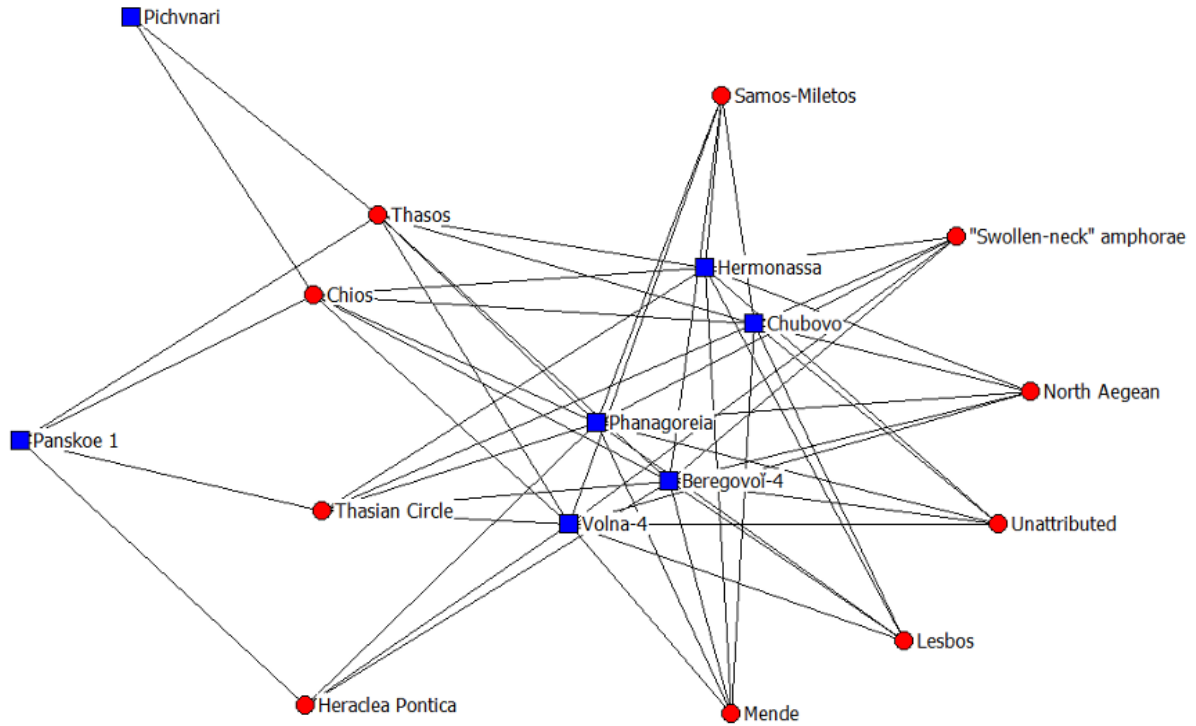 Pichvnari
Samos-Miletos
Thasos
"Swollen-neck" amphorae
Hermonassa
Chios
Chubovo
North Aegean
Phanagoreia
Panskoe 1
Beregovoĭ-4
Thasian Circle
Volna-4
Unattributed
Lesbos
Heraclea Pontica
Mende